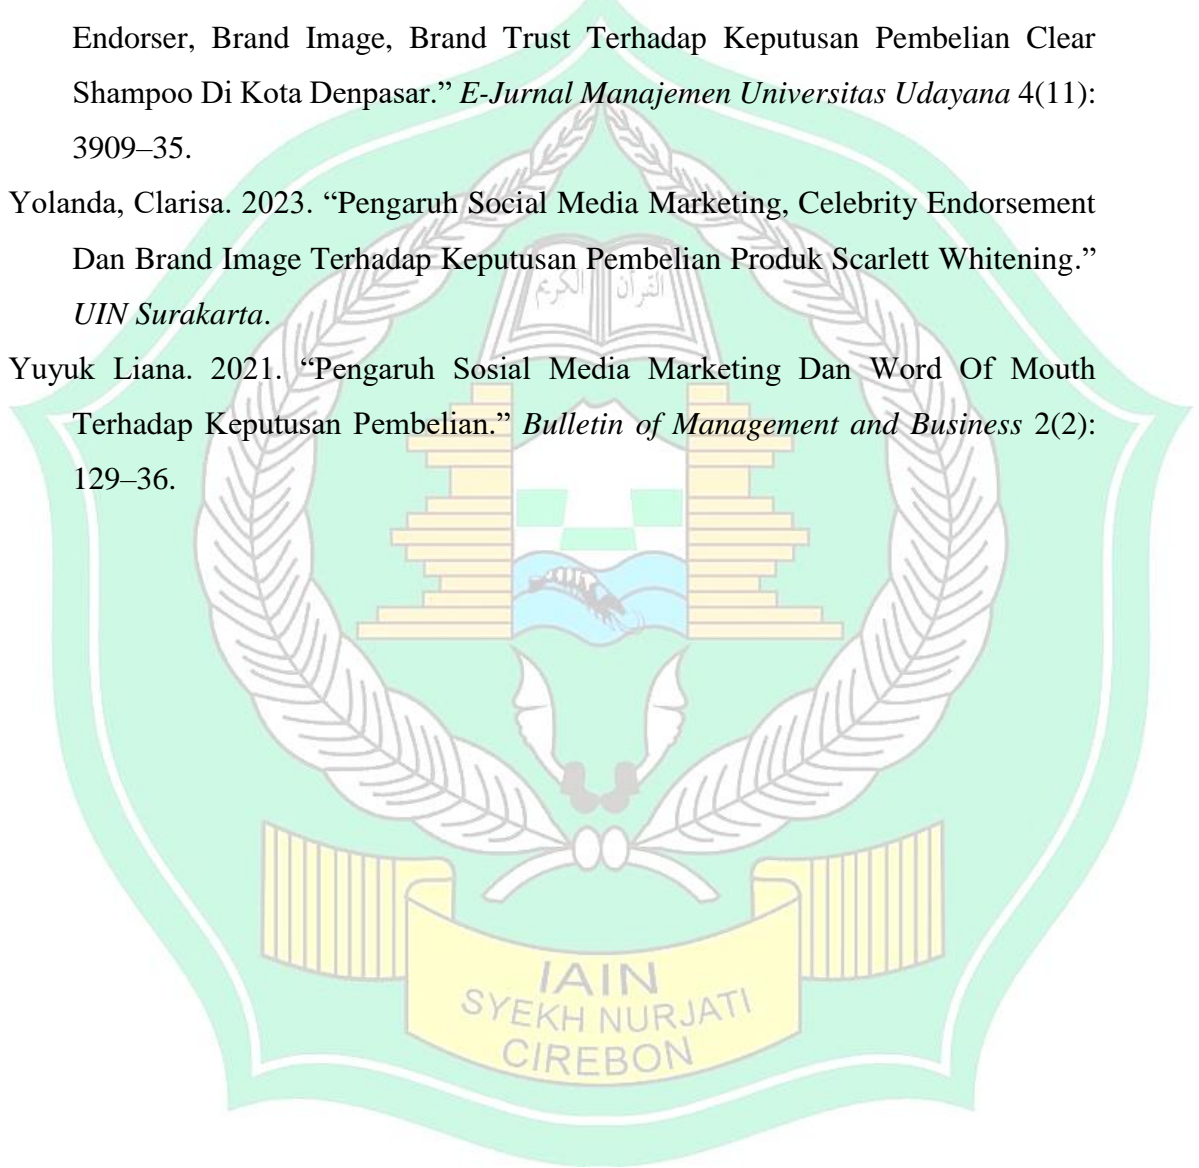 Endorser, Brand Image, Brand Trust Terhadap Keputusan Pembelian Clear
Shampoo Di Kota Denpasar.” E-Jurnal Manajemen Universitas Udayana 4(11):
3909–35.
Yolanda, Clarisa. 2023. “Pengaruh Social Media Marketing, Celebrity Endorsement
Dan Brand Image Terhadap Keputusan Pembelian Produk Scarlett Whitening.”
UIN Surakarta.
القرآن الكريم
Yuyuk Liana. 2021. “Pengaruh Sosial Media Marketing Dan Word Of Mouth
Terhadap Keputusan Pembelian.” Bulletin of Management and Business 2(2):
129–36.
IAIN
SYEKH NURJATI
CIREBON